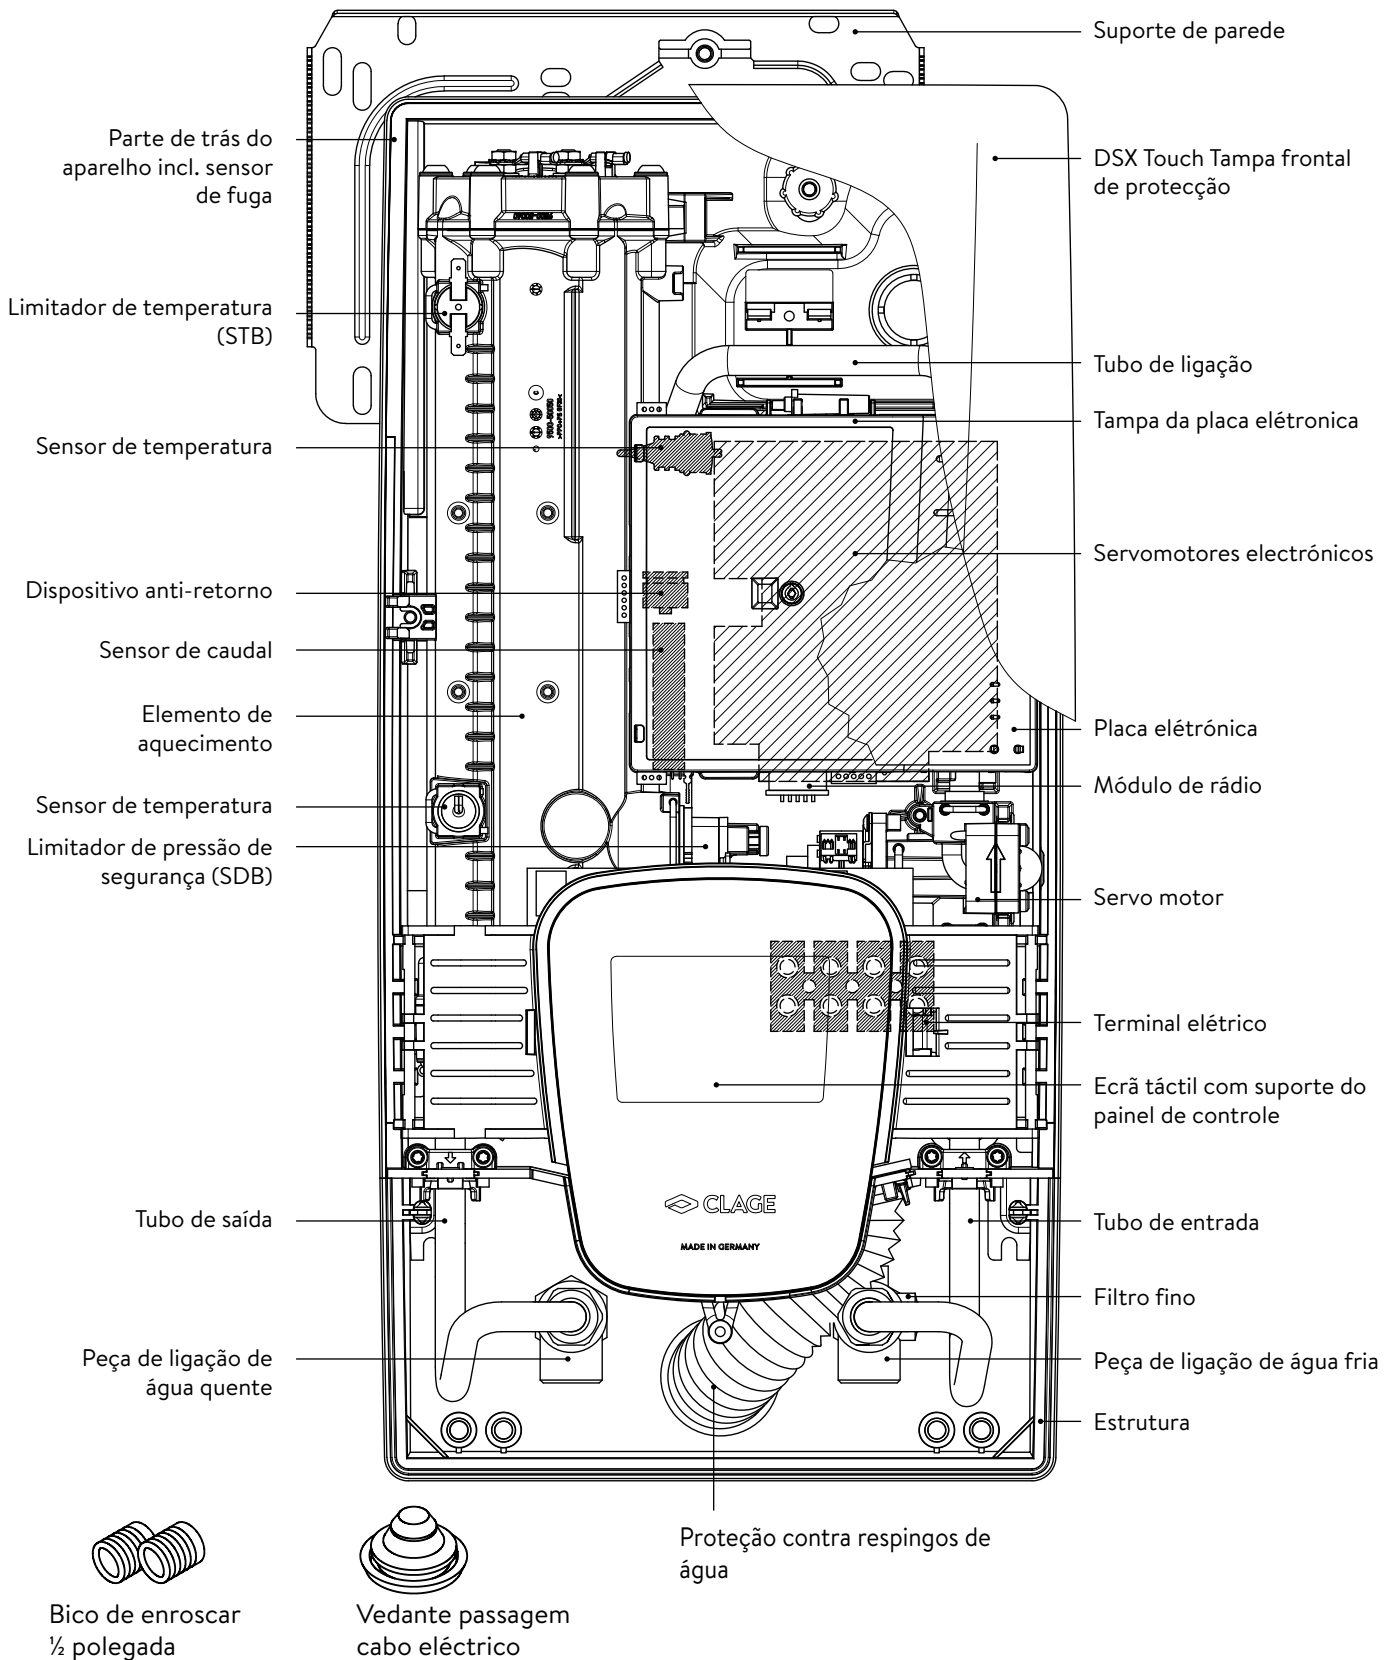 Suporte de parede
Parte de trás do
aparelho incl. sensor
de fuga
DSX Touch Tampa frontal
de protecção
Limitador de temperatura
(STB)
Tubo de ligação
Tampa da placa elétronica
Sensor de temperatura
Servomotores electrónicos
Dispositivo anti-retorno
Sensor de caudal
Elemento de
aquecimento
Placa elétrónica
Módulo de rádio
Sensor de temperatura
Limitador de pressão de
segurança (SDB)
Servo motor
Terminal elétrico
Ecrã táctil com suporte do
painel de controle
CLAGE
MADE IN GERMANY
Tubo de saída
Tubo de entrada
Filtro fino
Peça de ligação de
água quente
Peça de ligação de água fria
Estrutura
Proteção contra respingos de
água
Bico de enroscar
½ polegada
Vedante passagem
cabo eléctrico